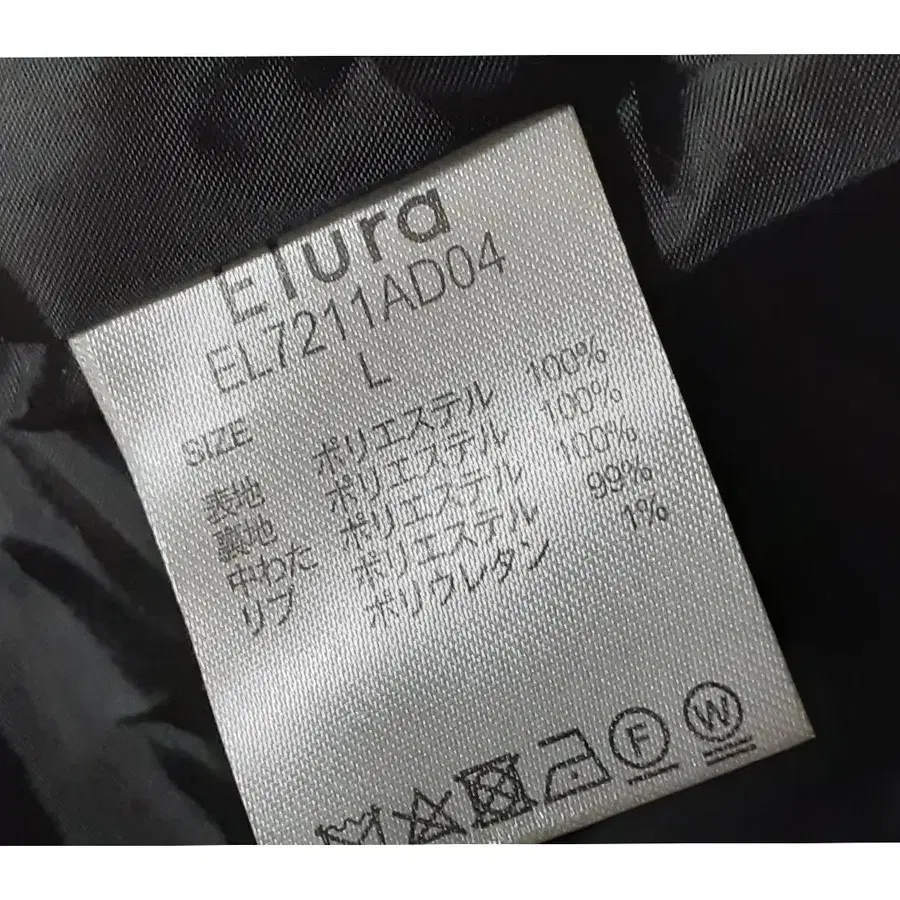 Elura
EL7211AD04
SIZE L
表地 ポリエステル 100%
裏地 ポリエステル 100%
中わた ポリエステル 100%
リブ ポリエステル 99%
ポリウレタン 1%
F W